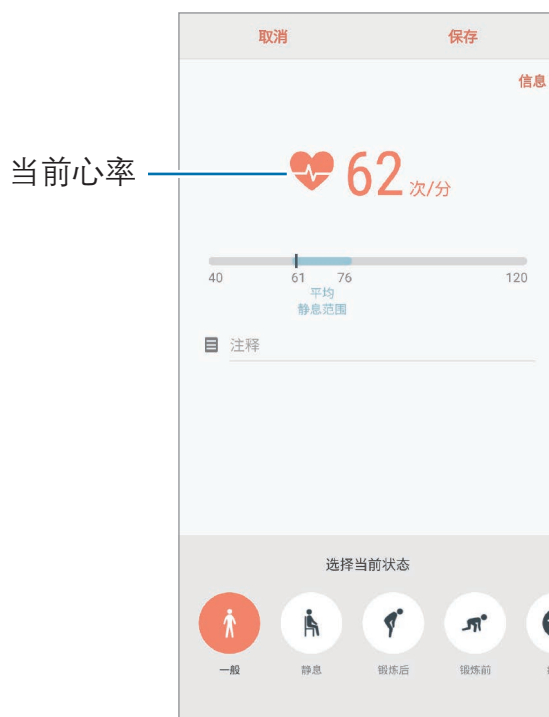 取消 保存
信息
当前心率
62 次/分
40 61 76 120
平均
静息范围
注释
选择当前状态
一般 静息 锻炼后 锻炼前